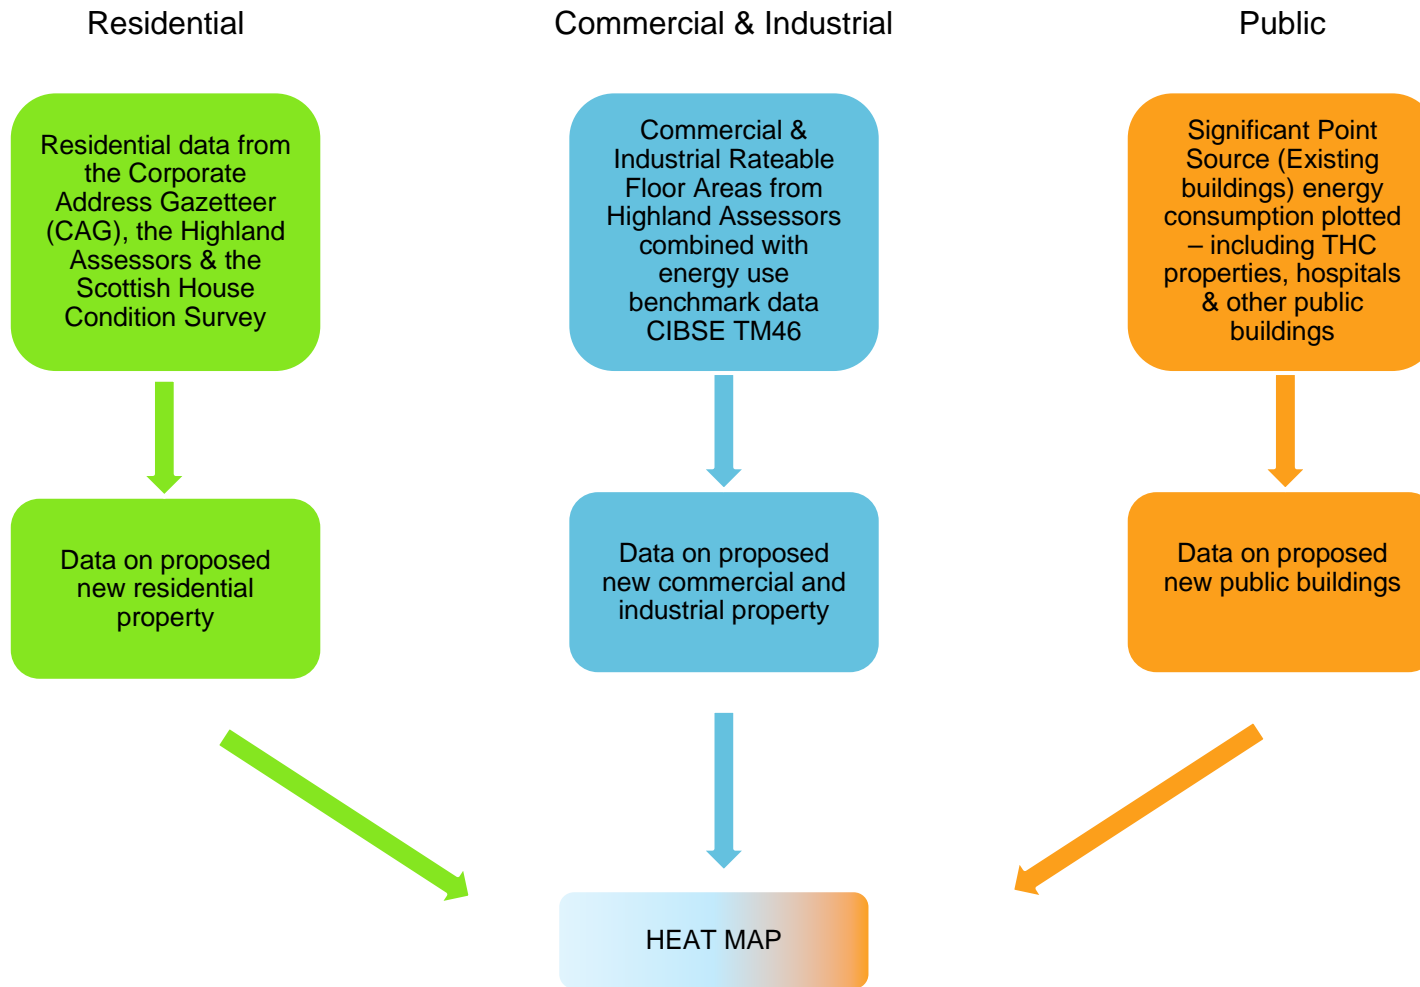 Residential
Commercial & Industrial
Public
Residential data from
the Corporate
Address Gazetteer
(CAG), the Highland
Assessors & the
Scottish House
Condition Survey
Commercial &
Industrial Rateable
Floor Areas from
Highland Assessors
combined with
energy use
benchmark data
CIBSE TM46
Significant Point
Source (Existing
buildings) energy
consumption plotted
– including THC
properties, hospitals
& other public
buildings
Data on proposed
new residential
property
Data on proposed
new commercial and
industrial property
Data on proposed
new public buildings
HEAT MAP